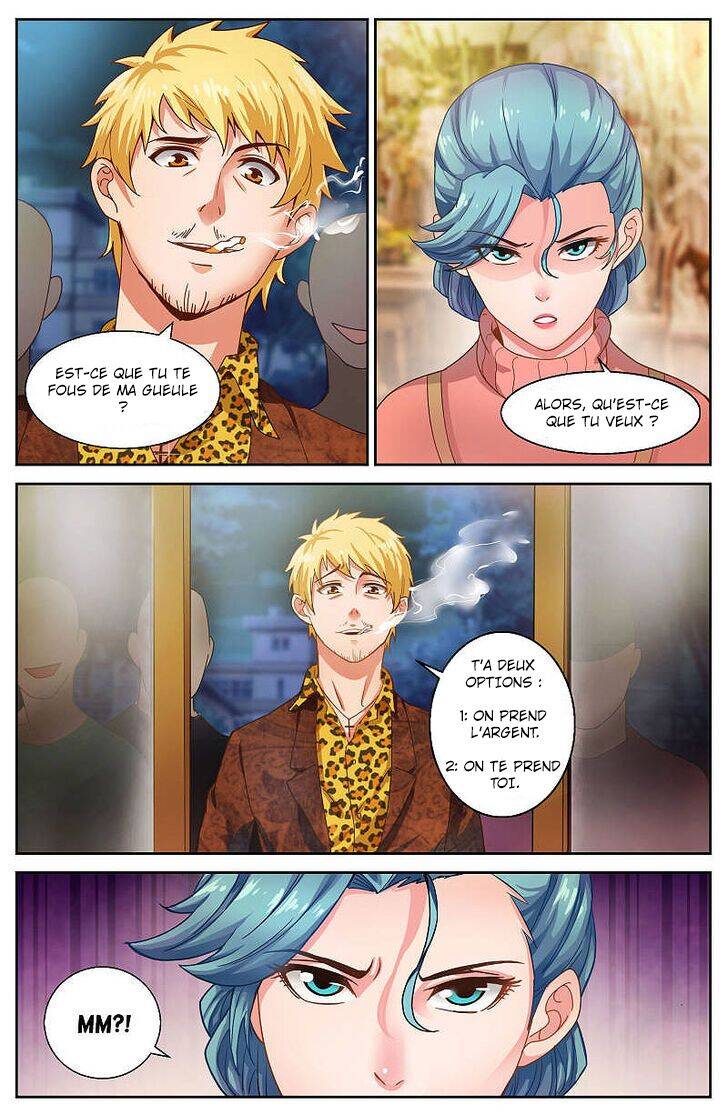 EST-CE QUE TU TE
FOUS DE MA GUEULE
?
ALORS, QU'EST-CE
QUE TU VEUX ?
T'A DEUX
OPTIONS :
1: ON PREND
L'ARGENT.
2: ON TE PREND
TOI.
MM?!